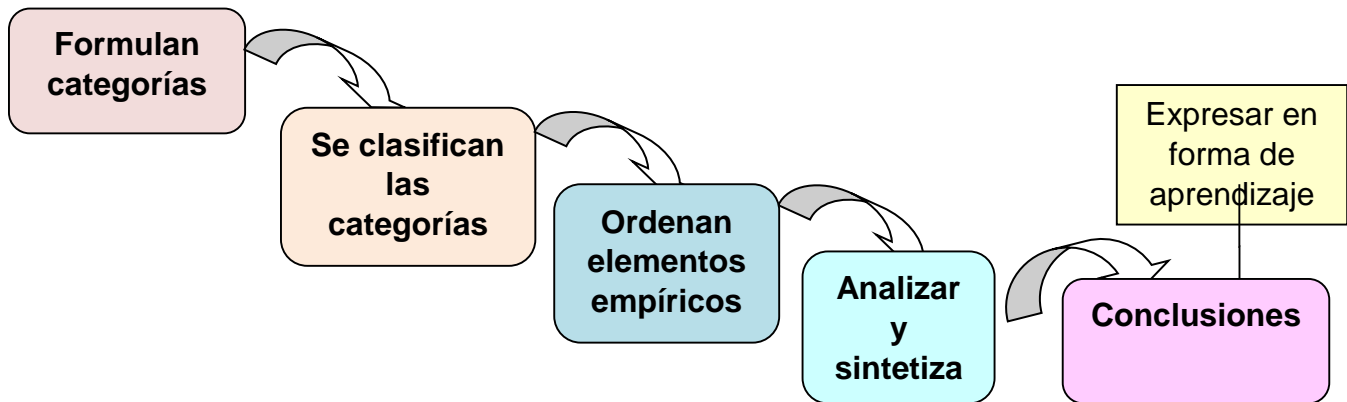 Formulan
categorías
Se clasifican
las
categorías
Ordenan
elementos
empíricos
Analizar
y
sintetiza
Conclusiones
Expresar en
forma de
aprendizaje